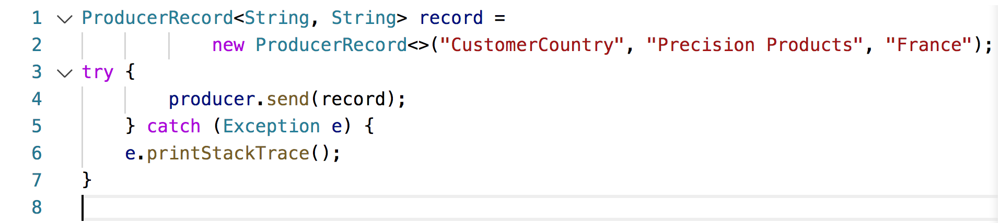 1 ProducerRecord<String, String> record =
2 new ProducerRecord<>("CustomerCountry", "Precision Products", "France");
3 try {
4 producer.send(record);
5 } catch (Exception e) {
6 e.printStackTrace();
7 }
8